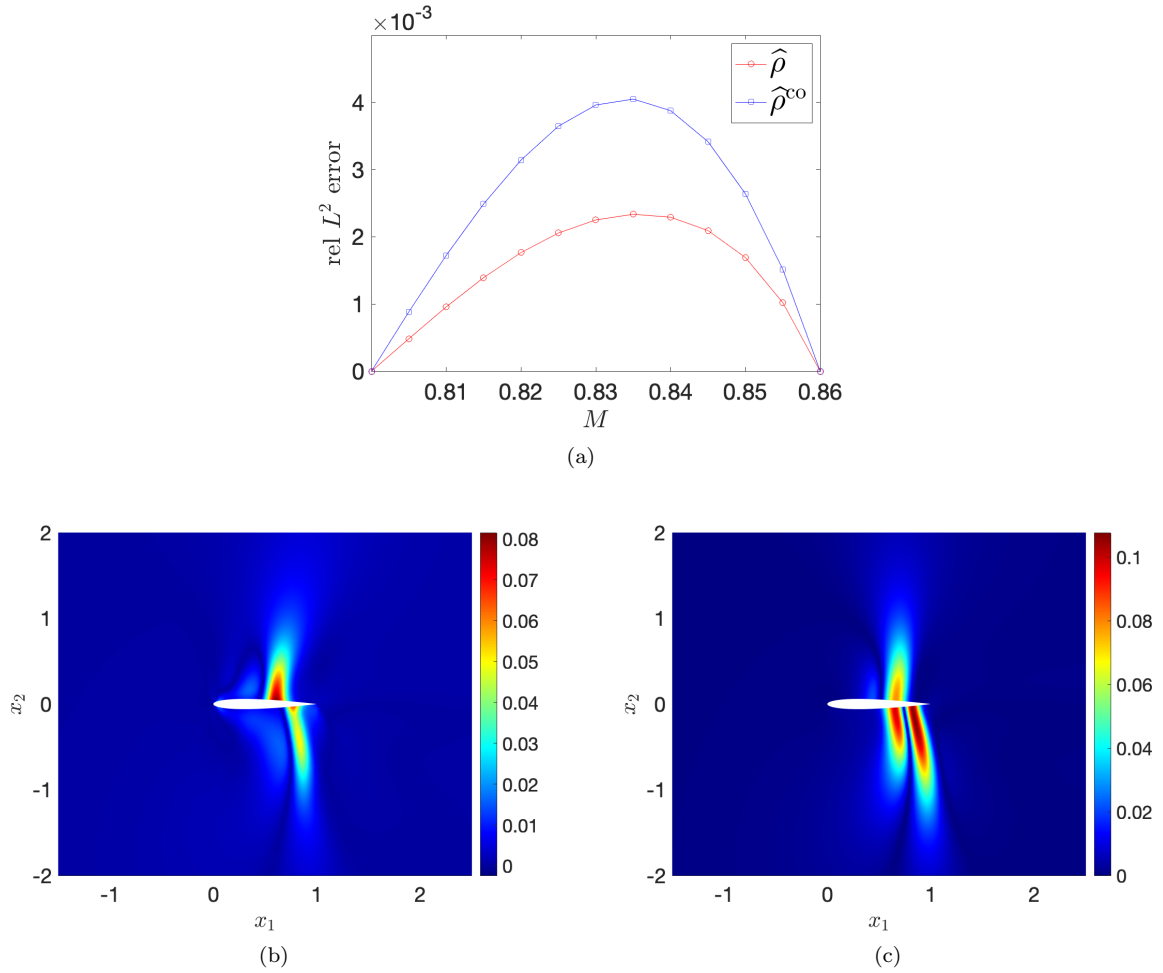 ×10⁻³
rel L² error
4
3
2
1
0
0.81 0.82 0.83 0.84 0.85 0.86
M
ρ̂
ρ̂ᶜᵒ
(a)
x₂
2
1
0
-1
-2
-1 0 1 2
x₁
0.08
0.07
0.06
0.05
0.04
0.03
0.02
0.01
0
(b)
x₂
2
1
0
-1
-2
-1 0 1 2
x₁
0.1
0.08
0.06
0.04
0.02
0
(c)